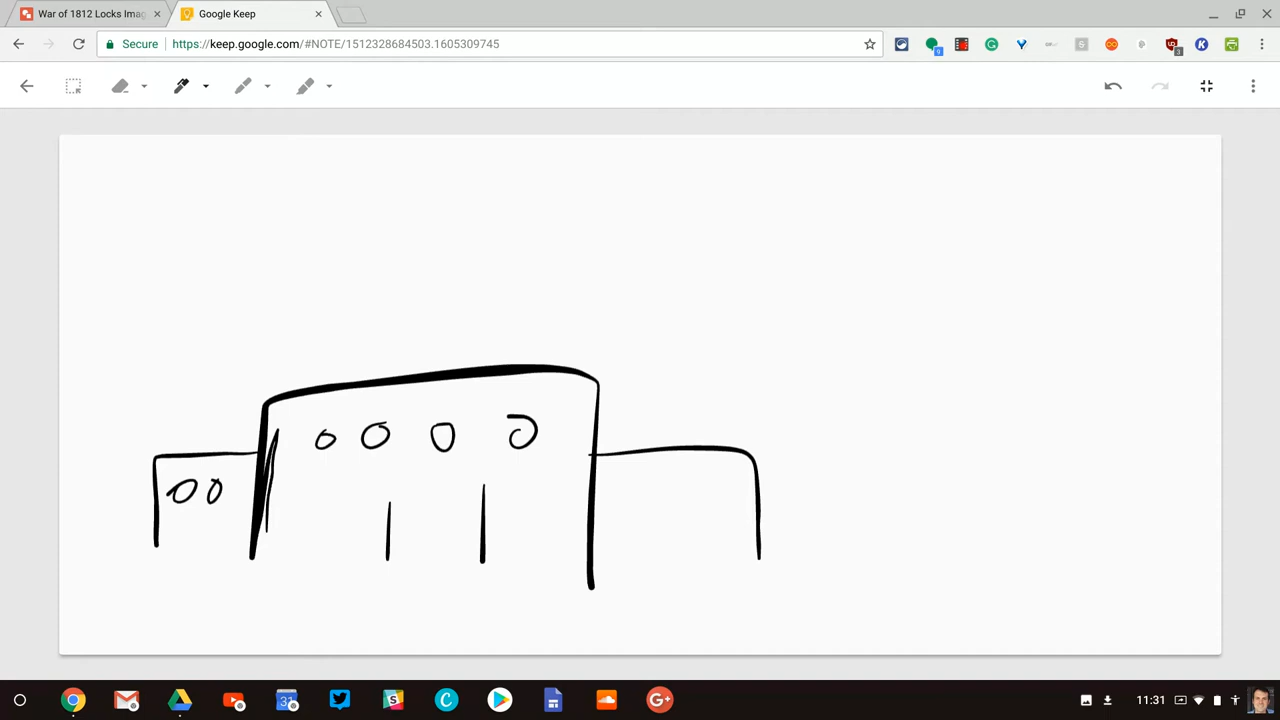 War of 1812 Locks Imag
Google Keep
Secure
https://keep.google.com/#NOTE/1512328684503.1605309745
11:31